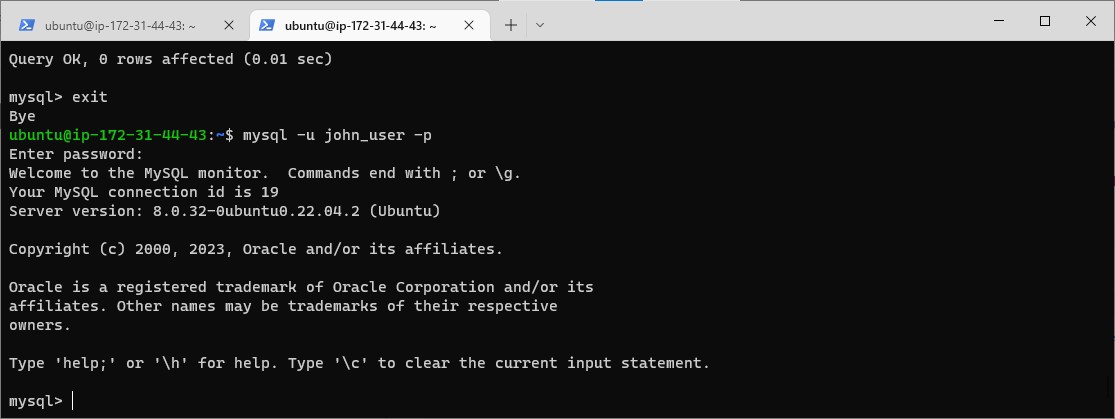 ubuntu@ip-172-31-44-43: ~
ubuntu@ip-172-31-44-43: ~
Query OK, 0 rows affected (0.01 sec)
mysql> exit
Bye
ubuntu@ip-172-31-44-43:~$ mysql -u john_user -p
Enter password:
Welcome to the MySQL monitor.  Commands end with ; or \g.
Your MySQL connection id is 19
Server version: 8.0.32-0ubuntu0.22.04.2 (Ubuntu)
Copyright (c) 2000, 2023, Oracle and/or its affiliates.
Oracle is a registered trademark of Oracle Corporation and/or its
affiliates. Other names may be trademarks of their respective
owners.
Type 'help;' or '\h' for help. Type '\c' to clear the current input statement.
mysql>